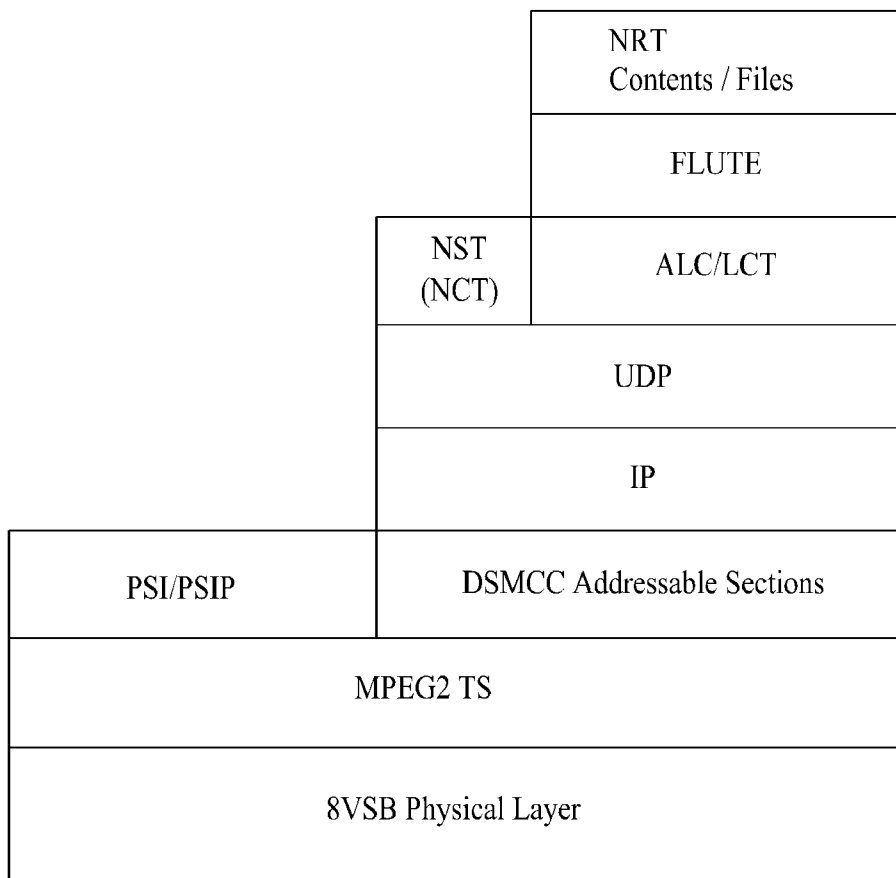 NRT
Contents / Files
FLUTE
NST
(NCT)
ALC/LCT
UDP
IP
PSI/PSIP
DSMCC Addressable Sections
MPEG2 TS
8VSB Physical Layer